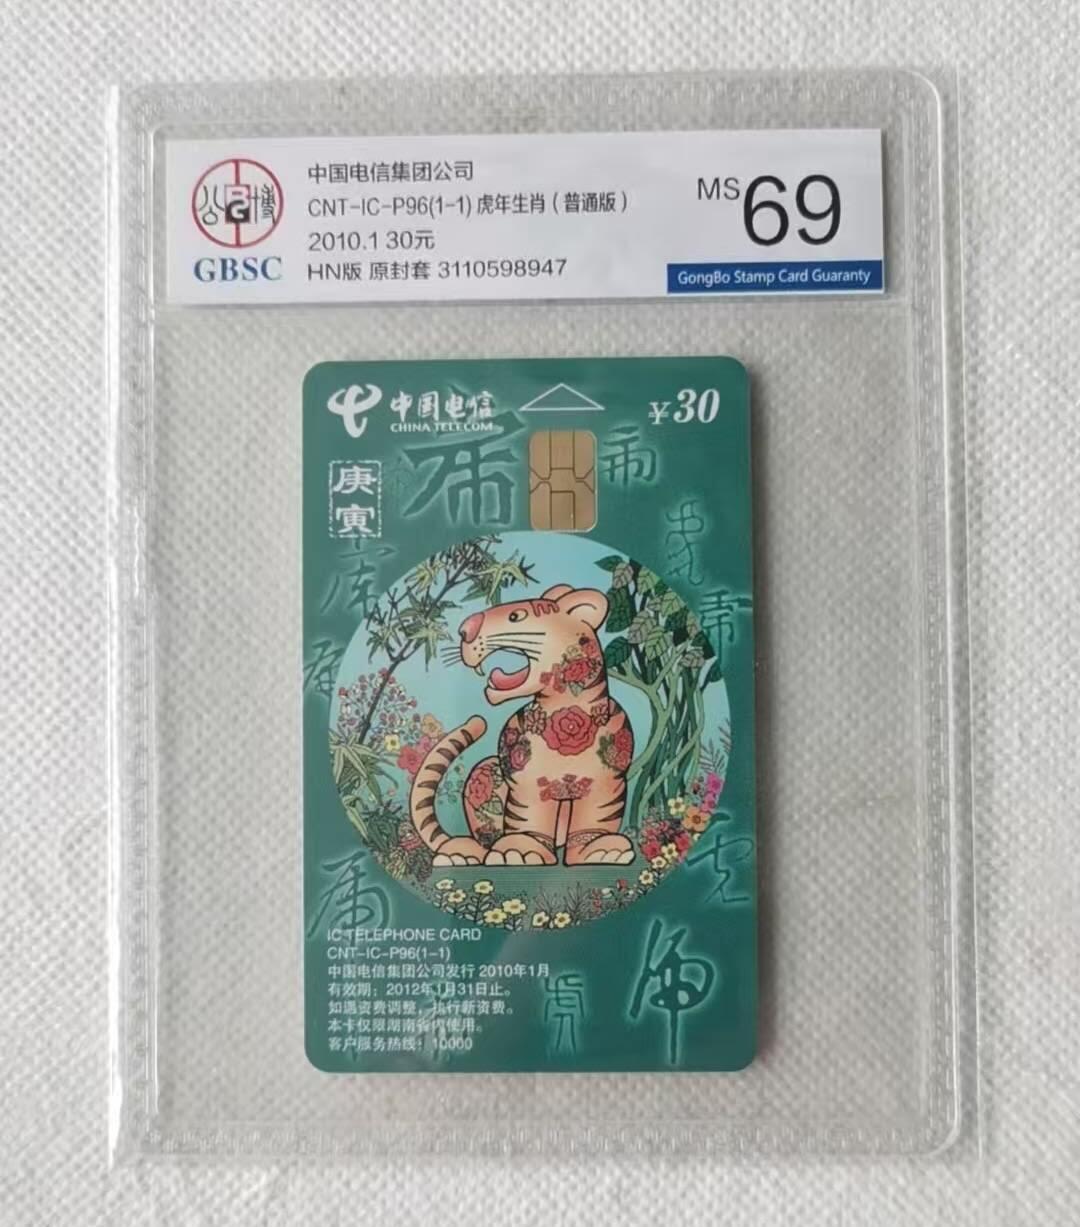 中国电信集团公司
CNT-IC-P96(1-1) 虎年生肖(普通版)
2010.1 30元
HN版 原封套 3110598947
公博
BG
GBSC
MS 69
GongBo Stamp Card Guaranty
中国电信
CHINA TELECOM
¥30
庚寅
IC TELEPHONE CARD
CNT-IC-P96(1-1)
中国电信集团公司发行 2010年1月
有效期：2012年1月31日止。
如遇资费调整，执行新资费。
本卡仅限湖南省内使用。
客户服务热线：10000